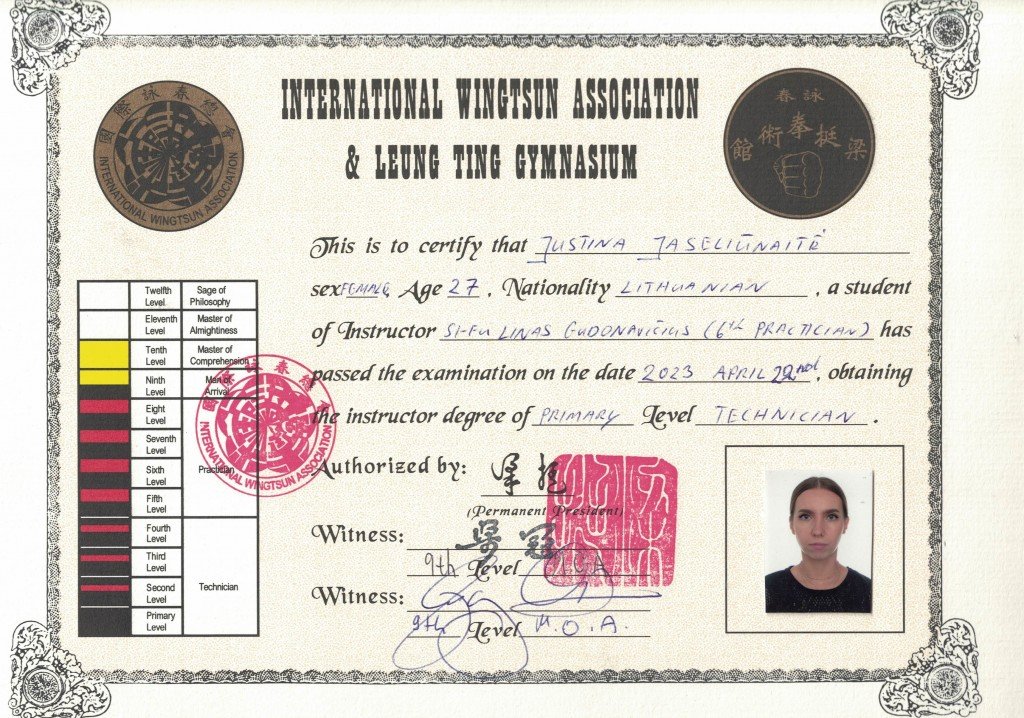 INTERNATIONAL WINGTSUN ASSOCIATION
& LEUNG TING GYMNASIUM
國際詠春總會
INTERNATIONAL WINGTSUN ASSOCIATION
詠春
梁挺拳術館
This is to certify that JUSTINA JASELIŪNAITĖ
sex FEMALE, Age 27, Nationality LITHUANIAN, a student
of Instructor SI-FU LINAS GUDONAVIČIUS (6th PRACTICIAN) has
passed the examination on the date 2023 APRIL 22nd, obtaining
the instructor degree of PRIMARY Level TECHNICIAN.
Authorized by:
(Permanent President)
Witness:
9th Level
Witness:
9th Level M.O.A.
Twelfth Level Sage of Philosophy
Eleventh Level Master of Almightiness
Tenth Level Master of Comprehension
Ninth Level Man of Arrival
Eight Level
Seventh Level
Sixth Level Practician
Fifth Level
Fourth Level
Third Level
Second Level Technician
Primary Level
INTERNATIONAL WINGTSUN ASSOCIATION